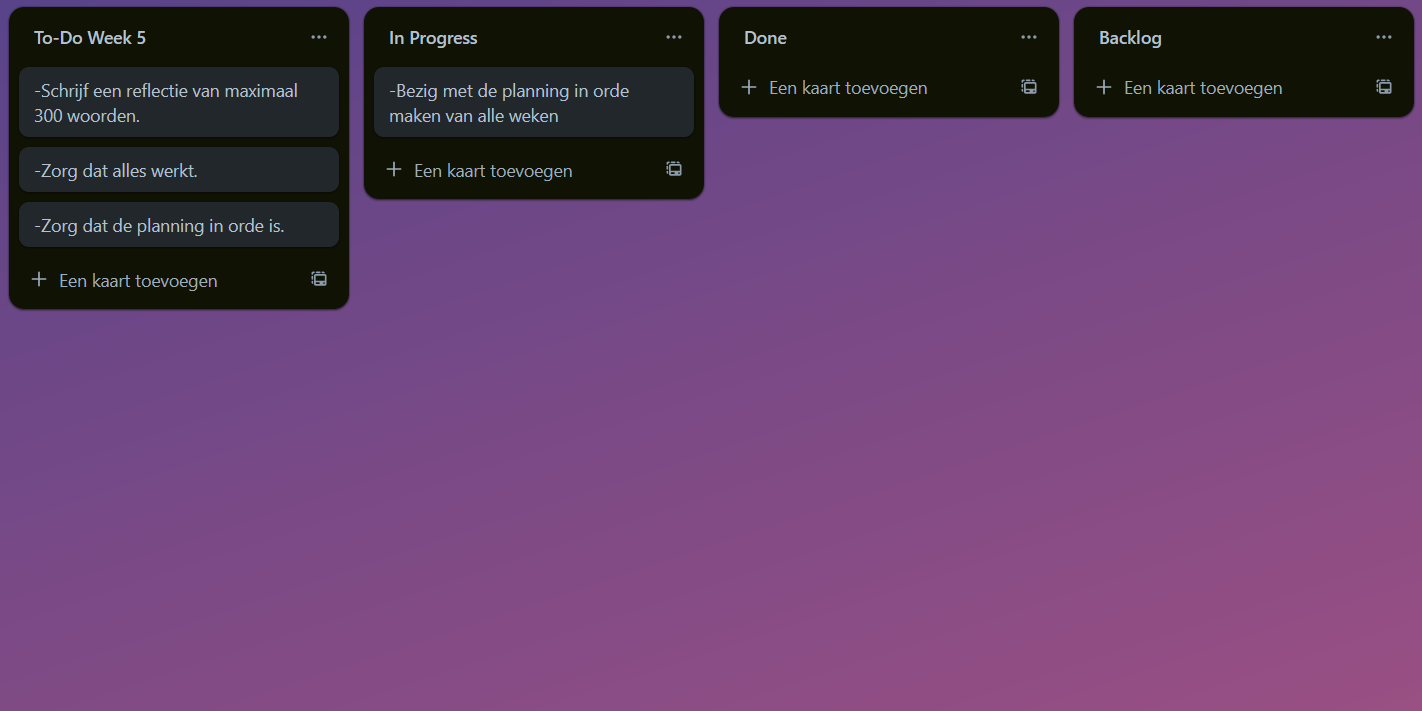 To-Do Week 5
-Schrijf een reflectie van maximaal
300 woorden.
-Zorg dat alles werkt.
-Zorg dat de planning in orde is.
Een kaart toevoegen
In Progress
-Bezig met de planning in orde
maken van alle weken
Een kaart toevoegen
Done
Een kaart toevoegen
Backlog
Een kaart toevoegen